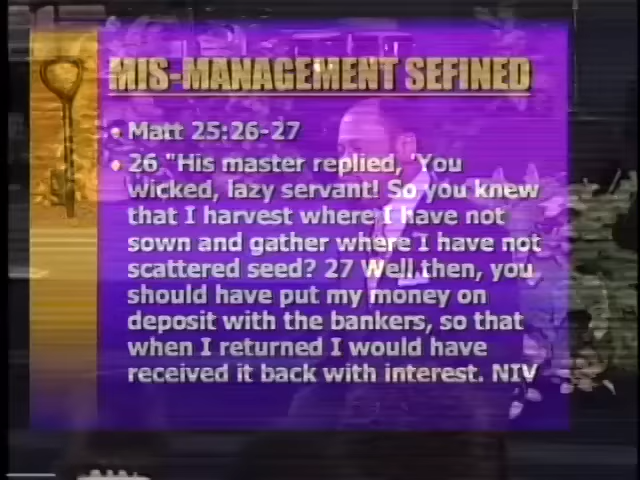 MIS-MANAGEMENT SEFINED
• Matt 25:26-27
• 26 "His master replied, 'You
wicked, lazy servant! So you knew
that I harvest where I have not
sown and gather where I have not
scattered seed? 27 Well then, you
should have put my money on
deposit with the bankers, so that
when I returned I would have
received it back with interest. NIV